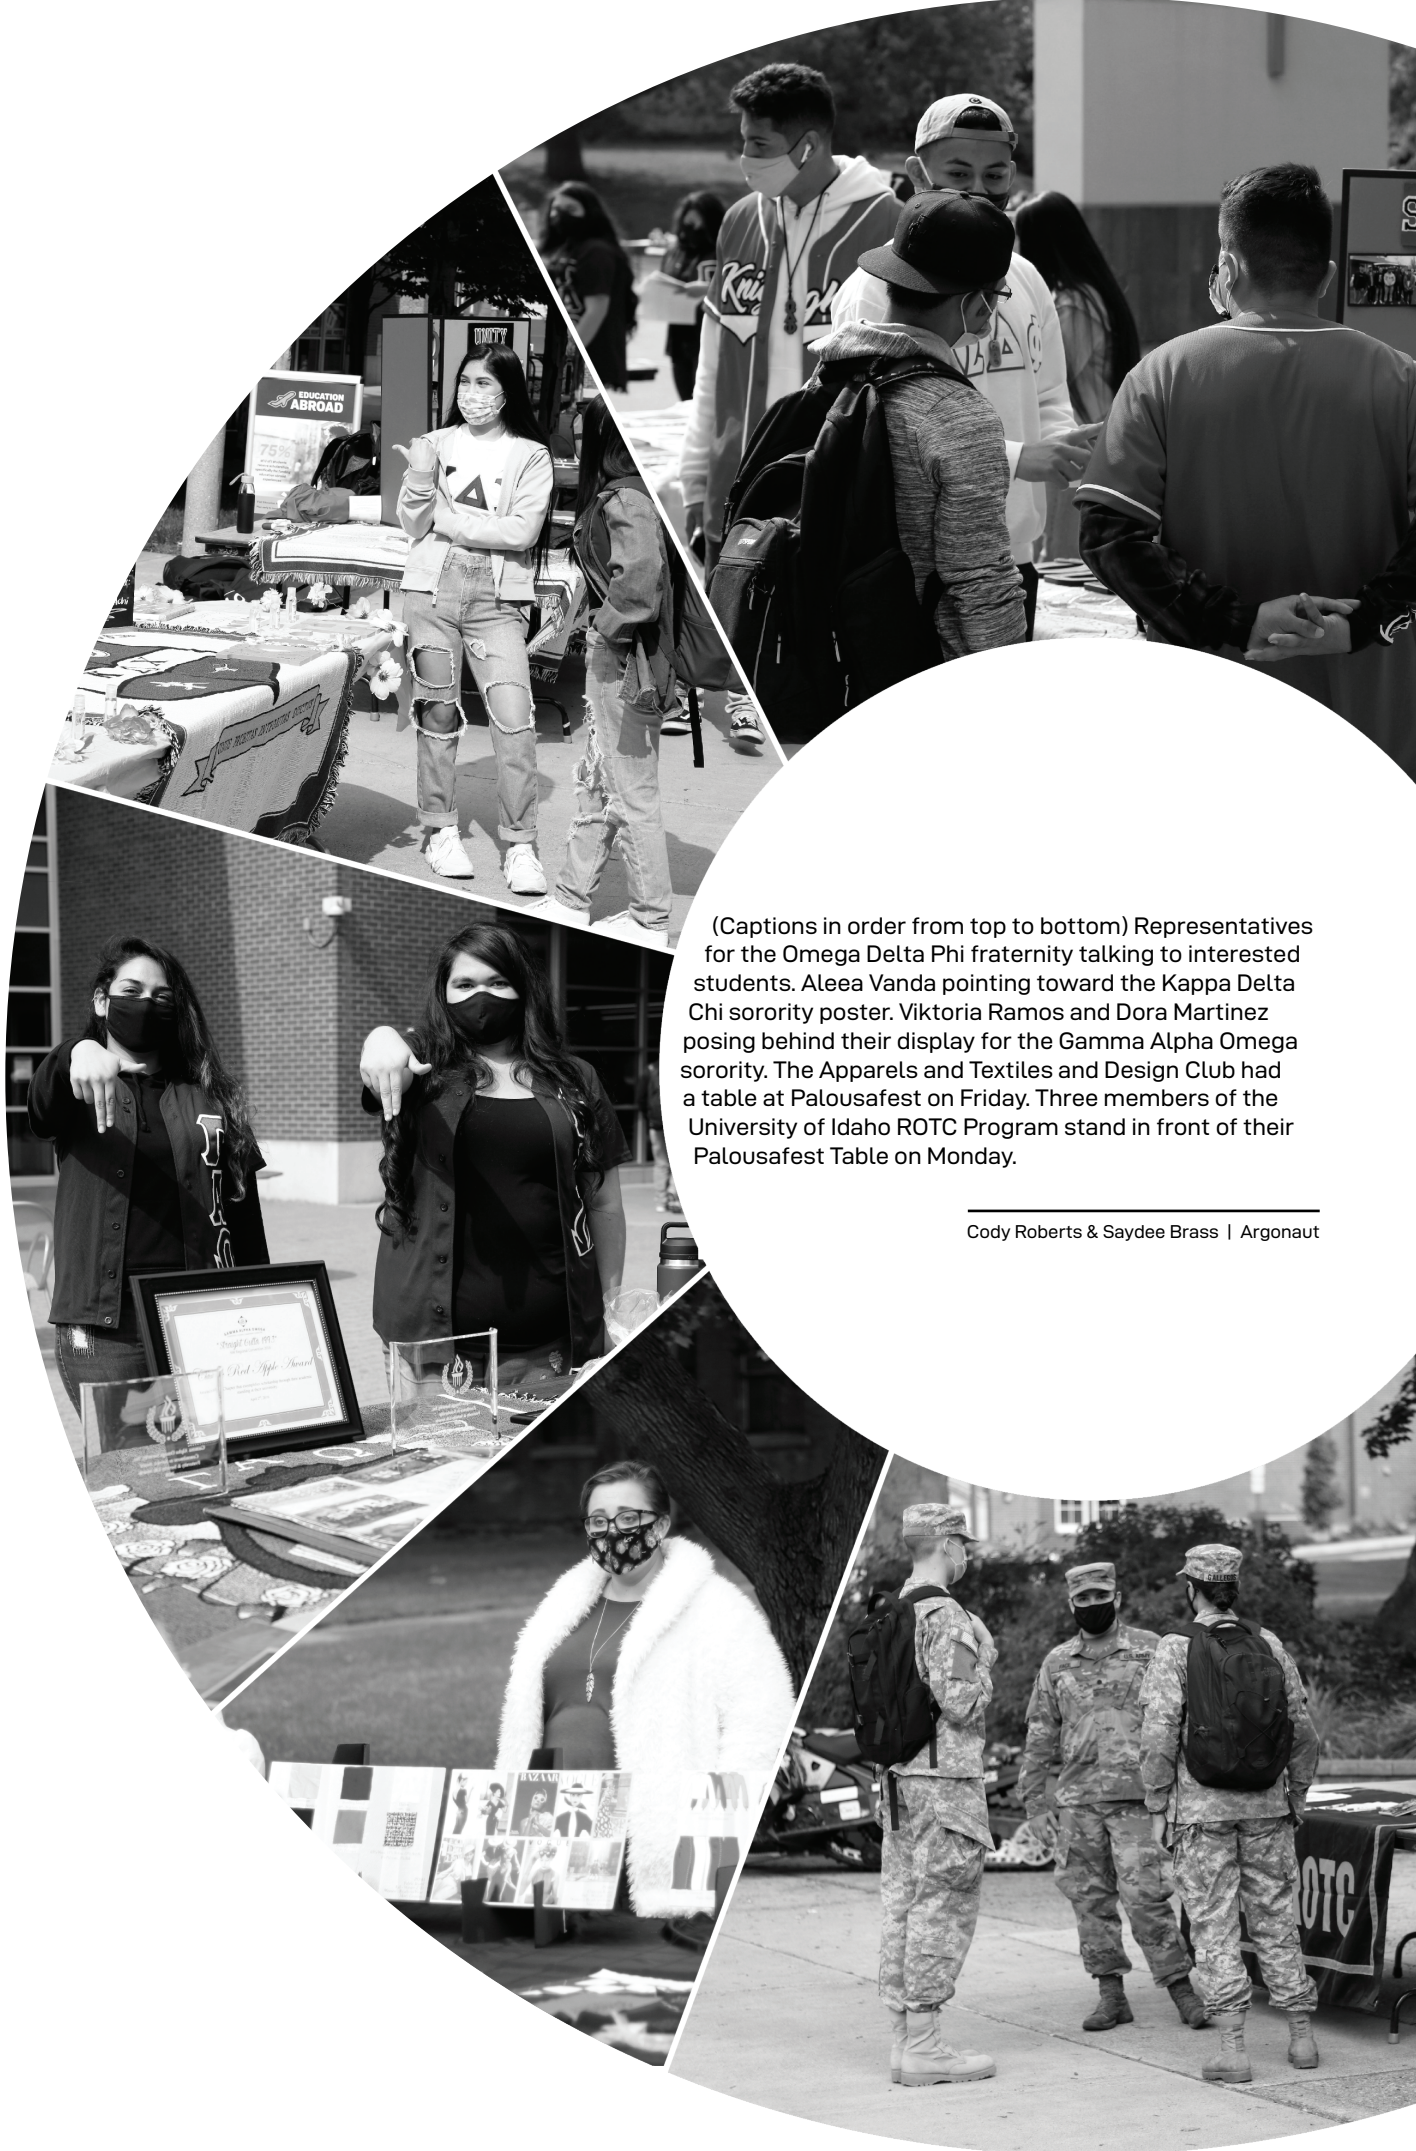 UNITY
EDUCATION
ABROAD
75%
(Captions in order from top to bottom) Representatives
for the Omega Delta Phi fraternity talking to interested
students. Aleea Vanda pointing toward the Kappa Delta
Chi sorority poster. Viktoria Ramos and Dora Martinez
posing behind their display for the Gamma Alpha Omega
sorority. The Apparels and Textiles and Design Club had
a table at Palousafest on Friday. Three members of the
University of Idaho ROTC Program stand in front of their
Palousafest Table on Monday.
Cody Roberts & Saydee Brass | Argonaut
Red Apple Award
Γ Α Ω
BAZAAR
ROTC